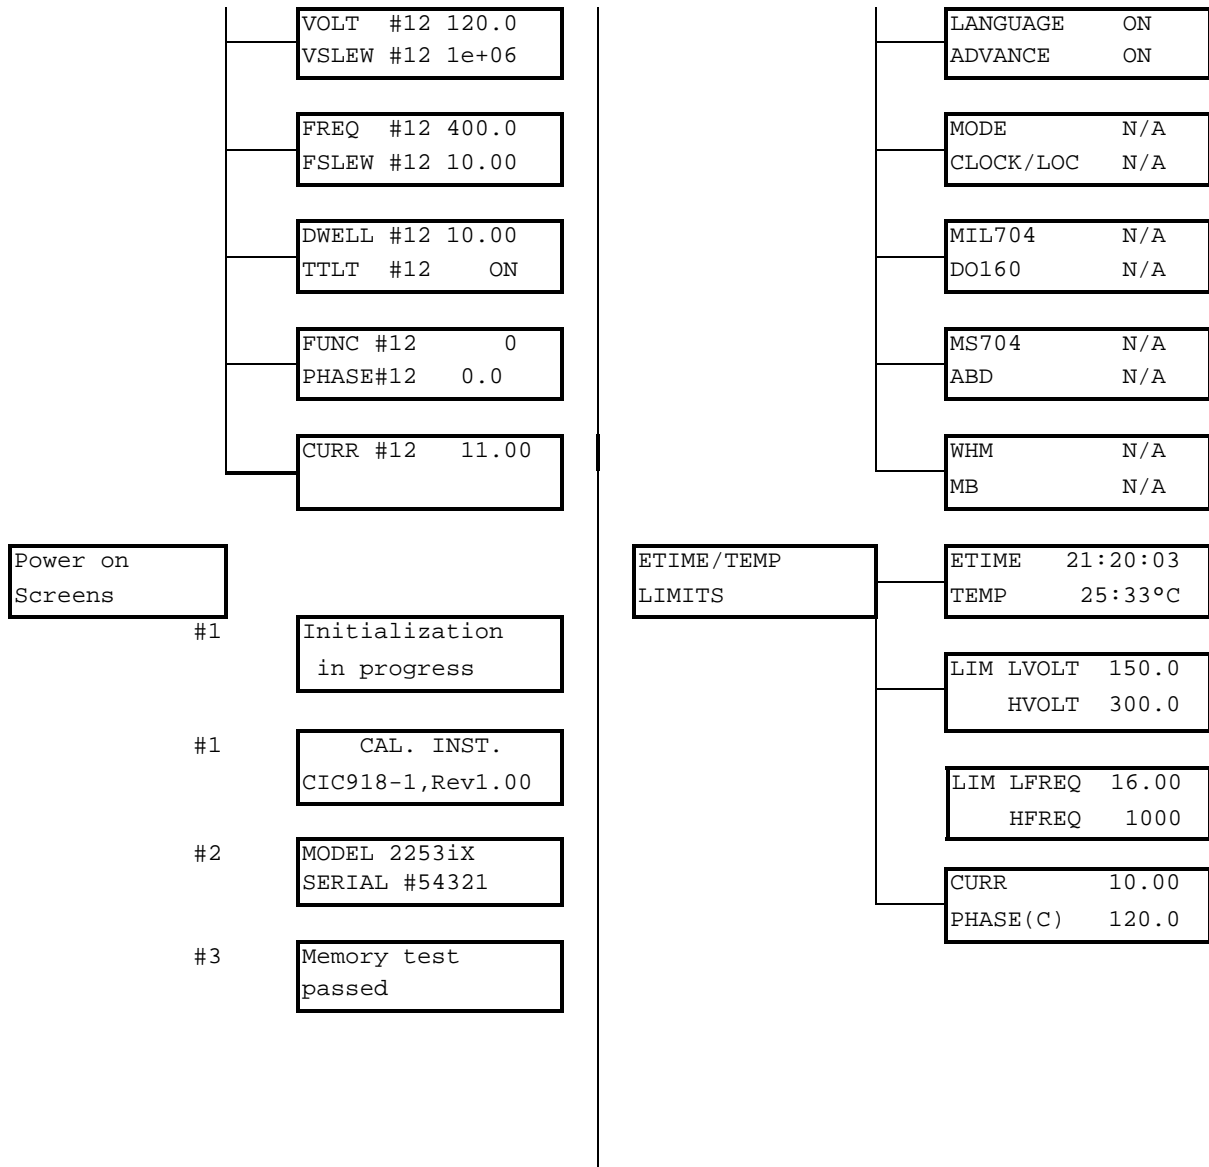 VOLT #12 120.0
VSLEW #12 1e+06
FREQ #12 400.0
FSLEW #12 10.00
DWELL #12 10.00
TTLT #12 ON
FUNC #12 0
PHASE#12 0.0
CURR #12 11.00
Power on
Screens
#1
Initialization
in progress
#1
CAL. INST.
CIC918-1,Rev1.00
#2
MODEL 2253iX
SERIAL #54321
#3
Memory test
passed
LANGUAGE ON
ADVANCE ON
MODE N/A
CLOCK/LOC N/A
MIL704 N/A
DO160 N/A
MS704 N/A
ABD N/A
WHM N/A
MB N/A
ETIME/TEMP
LIMITS
ETIME 21:20:03
TEMP 25:33°C
LIM LVOLT 150.0
HVOLT 300.0
LIM LFREQ 16.00
HFREQ 1000
CURR 10.00
PHASE(C) 120.0